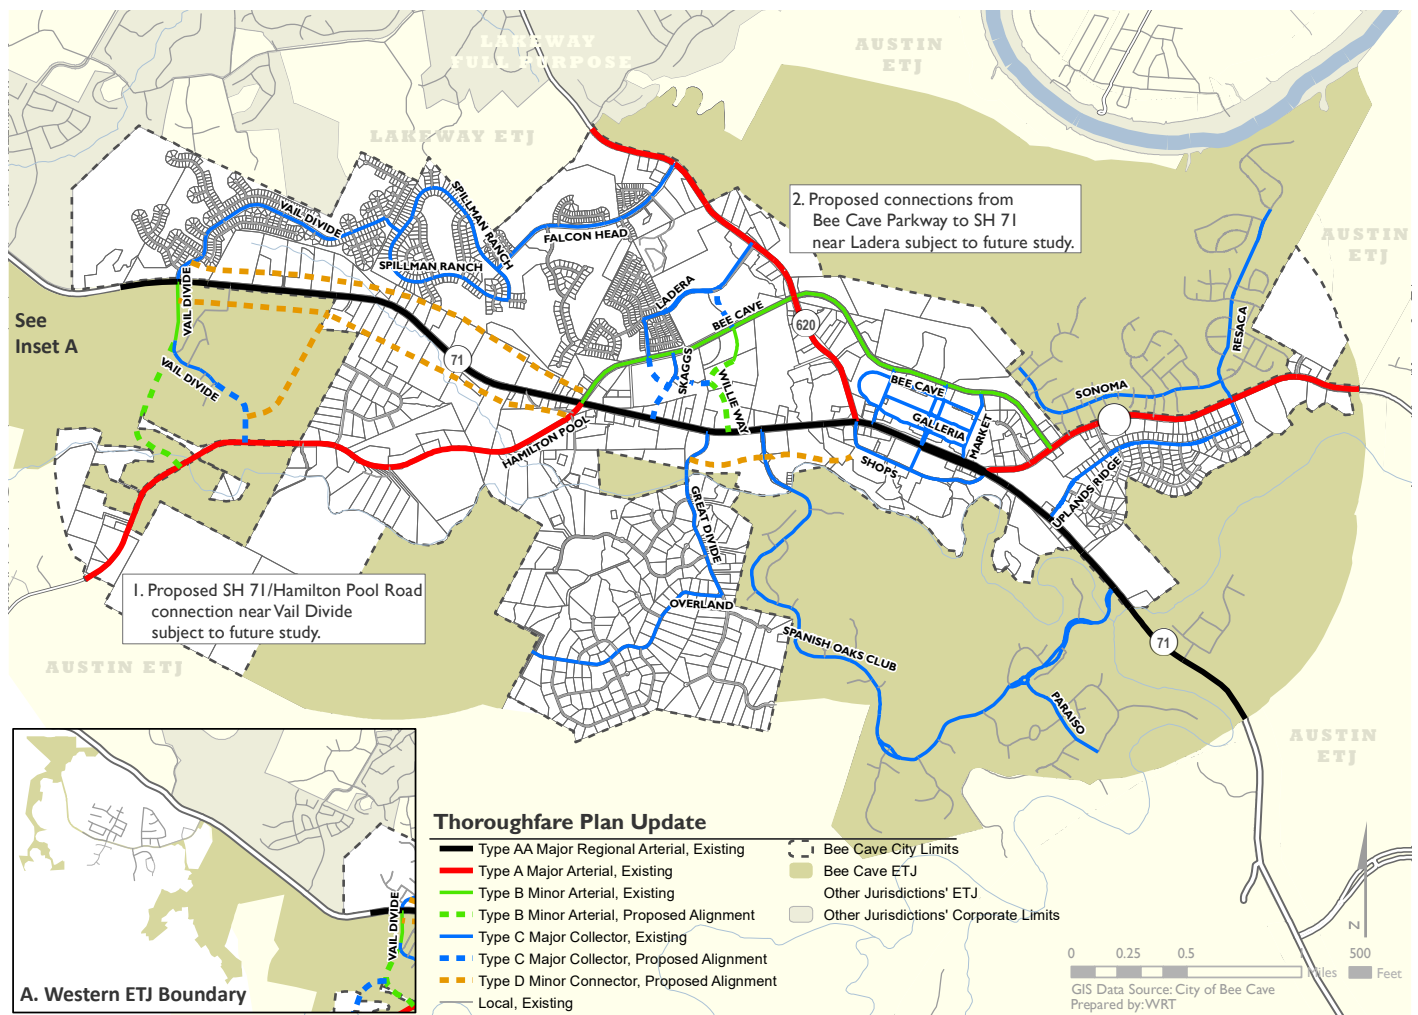 LAKEWAY
FULL PURPOSE
AUSTIN
ETJ
LAKEWAY ETJ
2. Proposed connections from
Bee Cave Parkway to SH 71
near Ladera subject to future study.
AUSTIN
ETJ
VAIL DIVIDE
SPILLMAN RANCH
FALCON HEAD
SPILLMAN RANCH
LADERA
BEE CAVE
620
RESACA
See
Inset A
VAIL DIVIDE
71
VAIL DIVIDE
SKAGGS
WILLIE WAY
BEE CAVE
SONOMA
GALLERIA
MARKET
HAMILTON POOL
SHOPS
UPLANDS RIDGE
GREAT DIVIDE
1. Proposed SH 71/Hamilton Pool Road
connection near Vail Divide
subject to future study.
OVERLAND
SPANISH OAKS CLUB
71
PARAISO
AUSTIN ETJ
AUSTIN
ETJ
VAIL DIVIDE
A. Western ETJ Boundary
Thoroughfare Plan Update
Type AA Major Regional Arterial, Existing
Type A Major Arterial, Existing
Type B Minor Arterial, Existing
Type B Minor Arterial, Proposed Alignment
Type C Major Collector, Existing
Type C Major Collector, Proposed Alignment
Type D Minor Connector, Proposed Alignment
Local, Existing
Bee Cave City Limits
Bee Cave ETJ
Other Jurisdictions' ETJ
Other Jurisdictions' Corporate Limits
N
0 0.25 0.5 1 Miles
500 Feet
GIS Data Source: City of Bee Cave
Prepared by: WRT